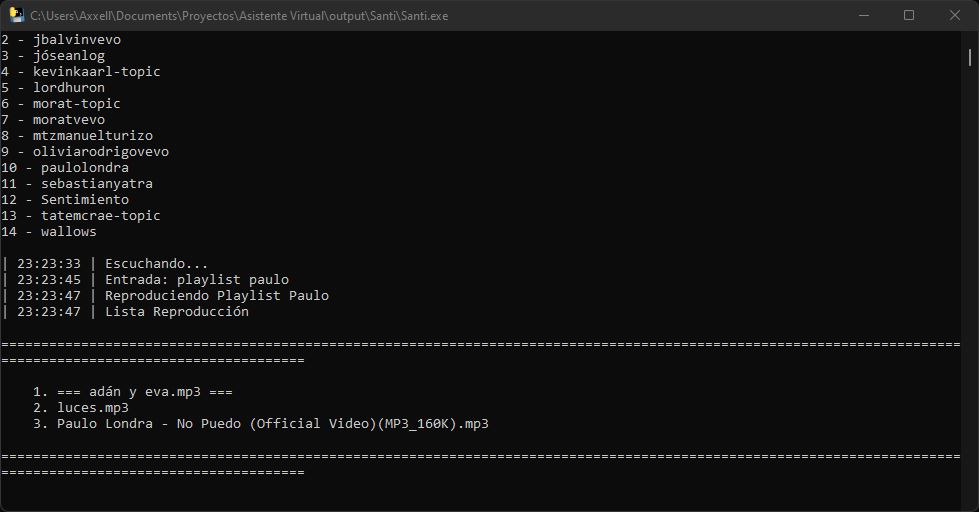 C:\Users\Axxell\Documents\Proyectos\Asistente Virtual\output\Santi\Santi.exe
2 - jbalvinvevo
3 - jóseanlog
4 - kevinkaarl-topic
5 - lordhuron
6 - morat-topic
7 - moratvevo
8 - mtzmanuelturizo
9 - oliviarodrigovevo
10 - paulolondra
11 - sebastianyatra
12 - Sentimiento
13 - tatemcrae-topic
14 - wallows
| 23:23:33 | Escuchando...
| 23:23:45 | Entrada: playlist paulo
| 23:23:47 | Reproduciendo Playlist Paulo
| 23:23:47 | Lista Reproducción
========================================================================================================================
======================================
1. === adán y eva.mp3 ===
2. luces.mp3
3. Paulo Londra - No Puedo (Official Video)(MP3_160K).mp3
========================================================================================================================
======================================